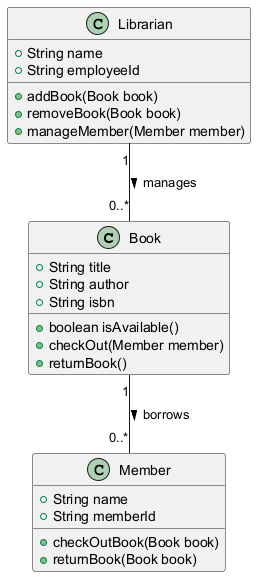 C Librarian
String name
String employeeId
addBook(Book book)
removeBook(Book book)
manageMember(Member member)
1
manages
0..*
C Book
String title
String author
String isbn
boolean isAvailable()
checkOut(Member member)
returnBook()
1
borrows
0..*
C Member
String name
String memberId
checkOutBook(Book book)
returnBook(Book book)